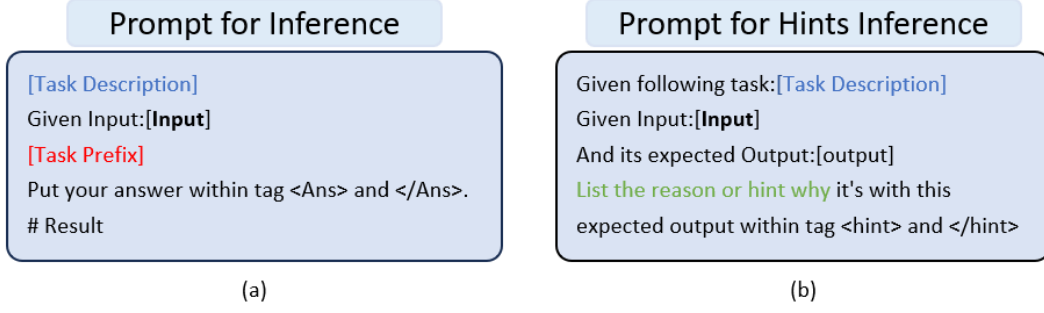 Prompt for Inference
[Task Description]
Given Input:[Input]
[Task Prefix]
Put your answer within tag <Ans> and </Ans>.
# Result
(a)
Prompt for Hints Inference
Given following task:[Task Description]
Given Input:[Input]
And its expected Output:[output]
List the reason or hint why it's with this
expected output within tag <hint> and </hint>
(b)